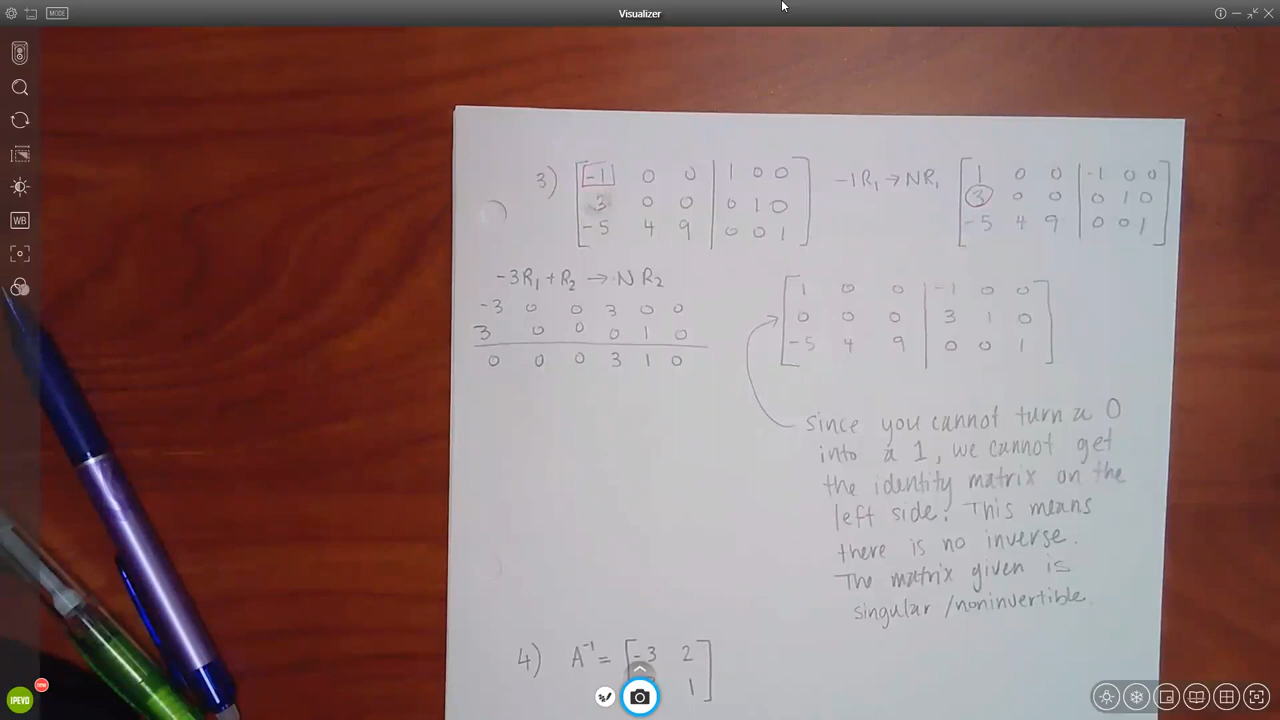 MODE
Visualizer
WB
3) [-1 0 0 | 1 0 0] -1R₁ → NR₁ [1 0 0 | -1 0 0]
[3 0 0 | 0 1 0] [3 0 0 | 0 1 0]
[-5 4 9 | 0 0 1] [-5 4 9 | 0 0 1]
-3R₁ + R₂ → NR₂
-3 0 0 3 0 0
3 0 0 0 1 0
0 0 0 3 1 0
[1 0 0 | -1 0 0]
[0 0 0 | 3 1 0]
[-5 4 9 | 0 0 1]
since you cannot turn a 0
into a 1, we cannot get
the identity matrix on the
left side. This means
there is no inverse.
The matrix given is
singular/noninvertible.
4) A⁻¹ = [-3 2]
1]
IPEVO
new